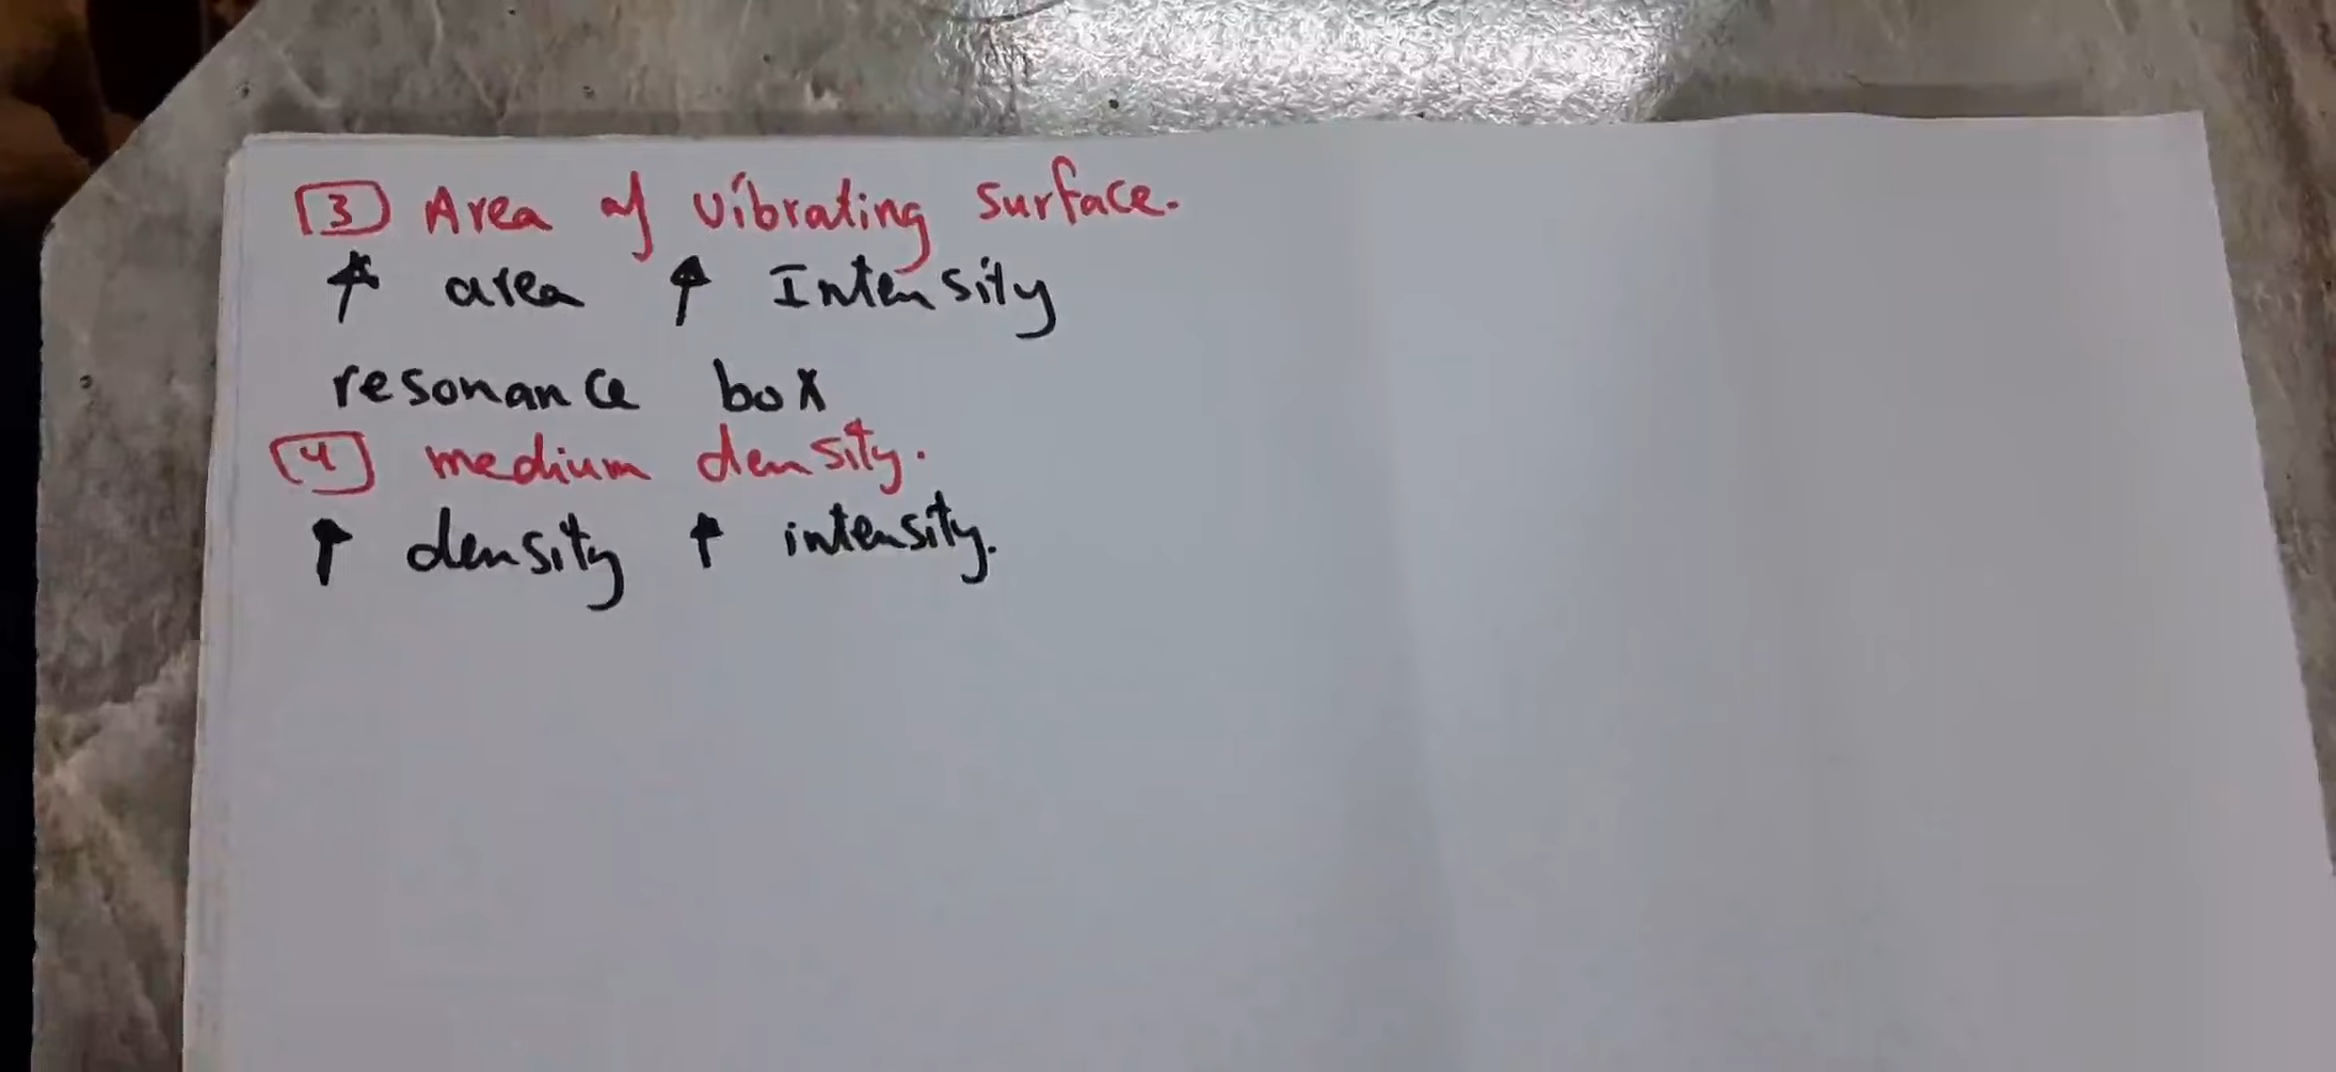 [3] Area of vibrating surface.
↑ area ↑ Intensity
resonance box
[4] medium density.
↑ density ↑ intensity.